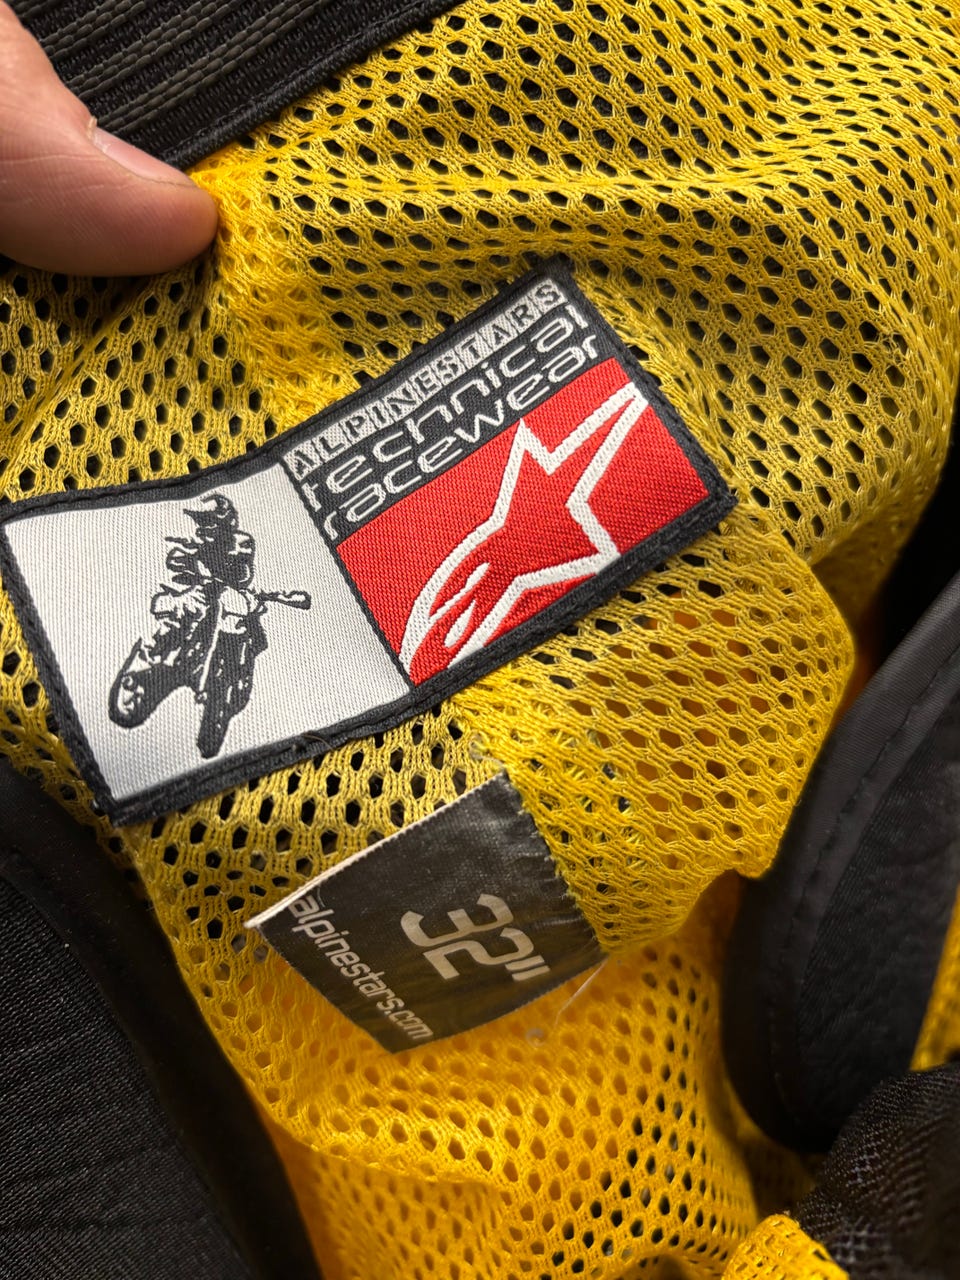 ALPINESTARS
technical
racewear
32"
alpinestars.com